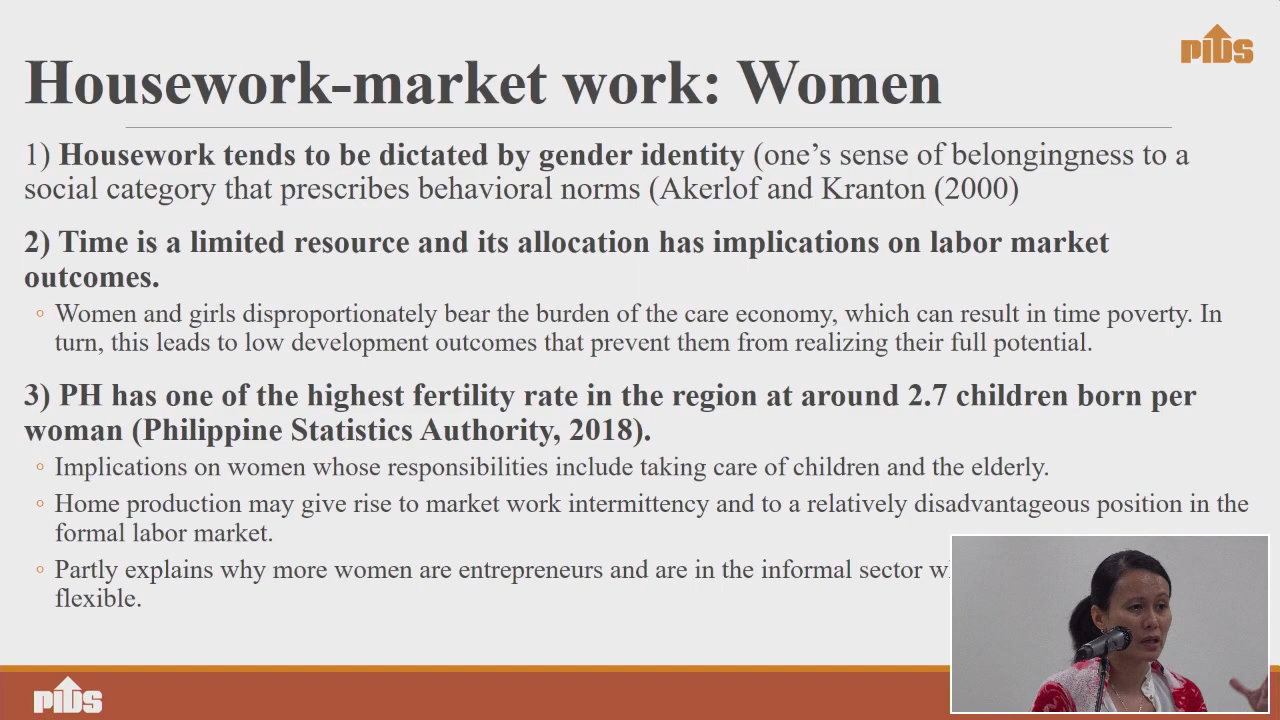 PIDS
Housework-market work: Women
1) Housework tends to be dictated by gender identity (one’s sense of belongingness to a
social category that prescribes behavioral norms (Akerlof and Kranton (2000)
2) Time is a limited resource and its allocation has implications on labor market
outcomes.
◦ Women and girls disproportionately bear the burden of the care economy, which can result in time poverty. In
turn, this leads to low development outcomes that prevent them from realizing their full potential.
3) PH has one of the highest fertility rate in the region at around 2.7 children born per
woman (Philippine Statistics Authority, 2018).
◦ Implications on women whose responsibilities include taking care of children and the elderly.
◦ Home production may give rise to market work intermittency and to a relatively disadvantageous position in the
formal labor market.
◦ Partly explains why more women are entrepreneurs and are in the informal sector
flexible.
PIDS